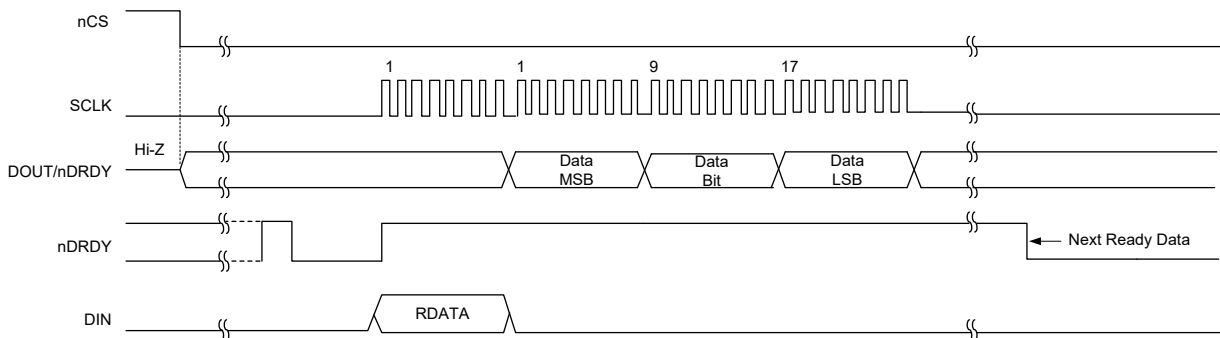 nCS
1
1
9
17
SCLK
Hi-Z
DOUT/nDRDY
Data
MSB
Data
Bit
Data
LSB
nDRDY
Next Ready Data
DIN
RDATA